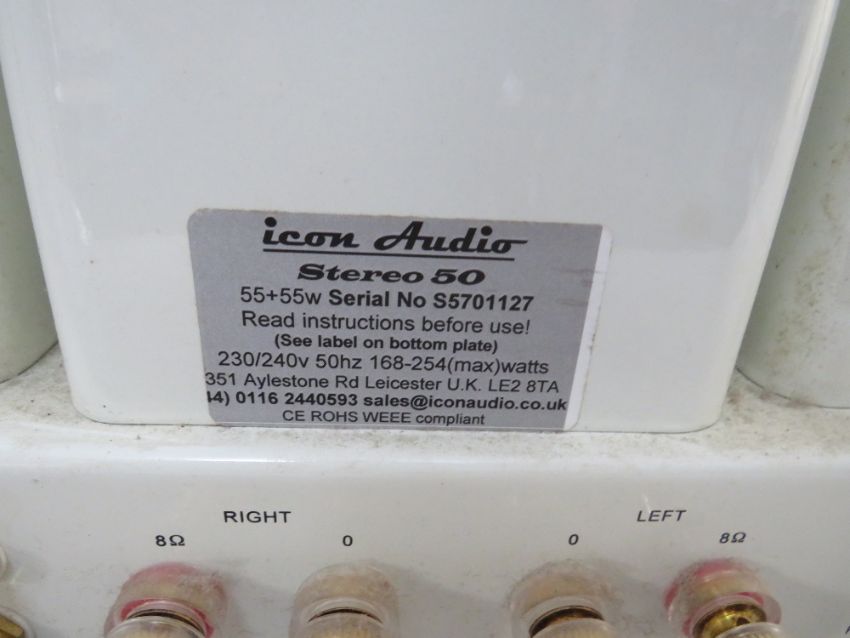 icon Audio
Stereo 50
55+55w Serial No S5701127
Read instructions before use!
(See label on bottom plate)
230/240v 50hz 168-254(max)watts
351 Aylestone Rd Leicester U.K. LE2 8TA
44) 0116 2440593 sales@iconaudio.co.uk
CE ROHS WEEE compliant
RIGHT LEFT
8Ω 0 0 8Ω